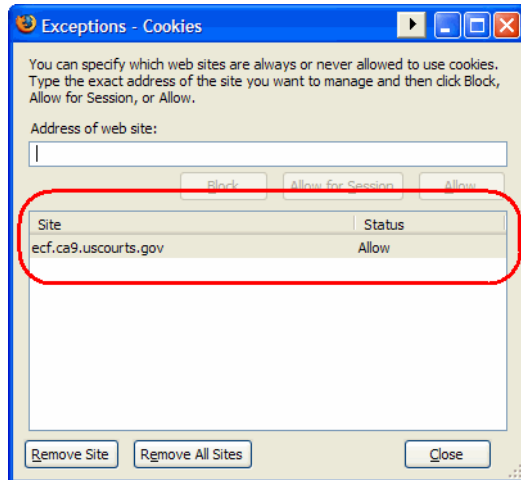 Exceptions - Cookies
You can specify which web sites are always or never allowed to use cookies.
Type the exact address of the site you want to manage and then click Block,
Allow for Session, or Allow.
Address of web site:
Block Allow for Session Allow
Site Status
ecf.ca9.uscourts.gov Allow
Remove Site Remove All Sites Close